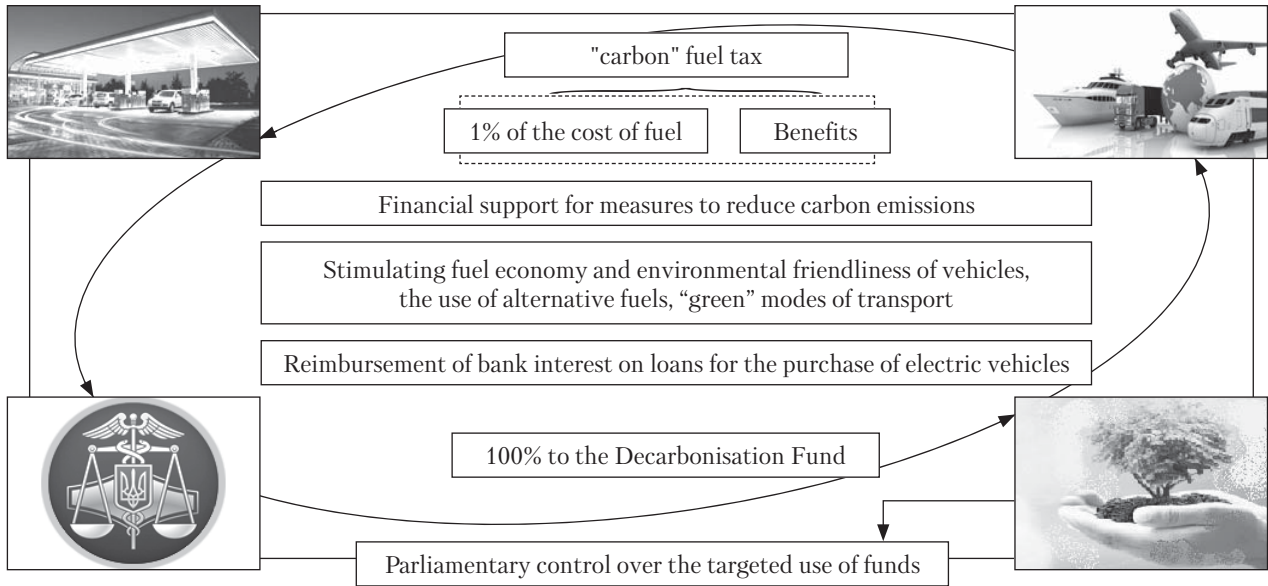 "carbon" fuel tax
1% of the cost of fuel
Benefits
Financial support for measures to reduce carbon emissions
Stimulating fuel economy and environmental friendliness of vehicles,
the use of alternative fuels, “green” modes of transport
Reimbursement of bank interest on loans for the purchase of electric vehicles
100% to the Decarbonisation Fund
Parliamentary control over the targeted use of funds